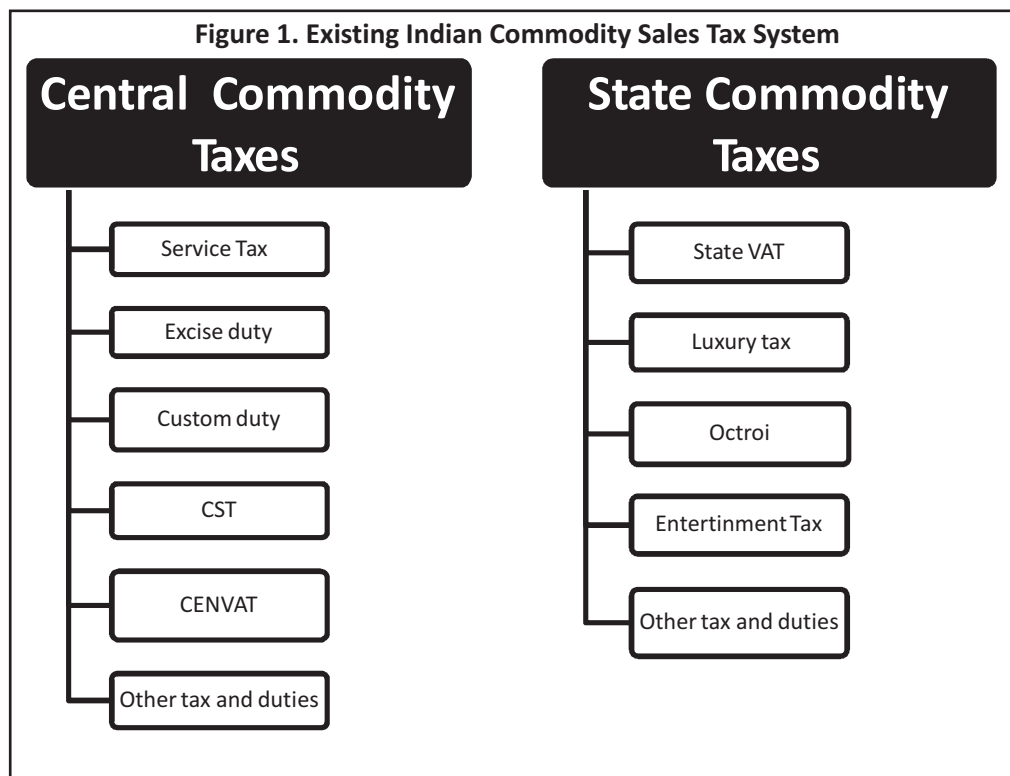 Figure 1. Existing Indian Commodity Sales Tax System
Central Commodity
Taxes
Service Tax
Excise duty
Custom duty
CST
CENVAT
Other tax and duties
State Commodity
Taxes
State VAT
Luxury tax
Octroi
Entertinment Tax
Other tax and duties